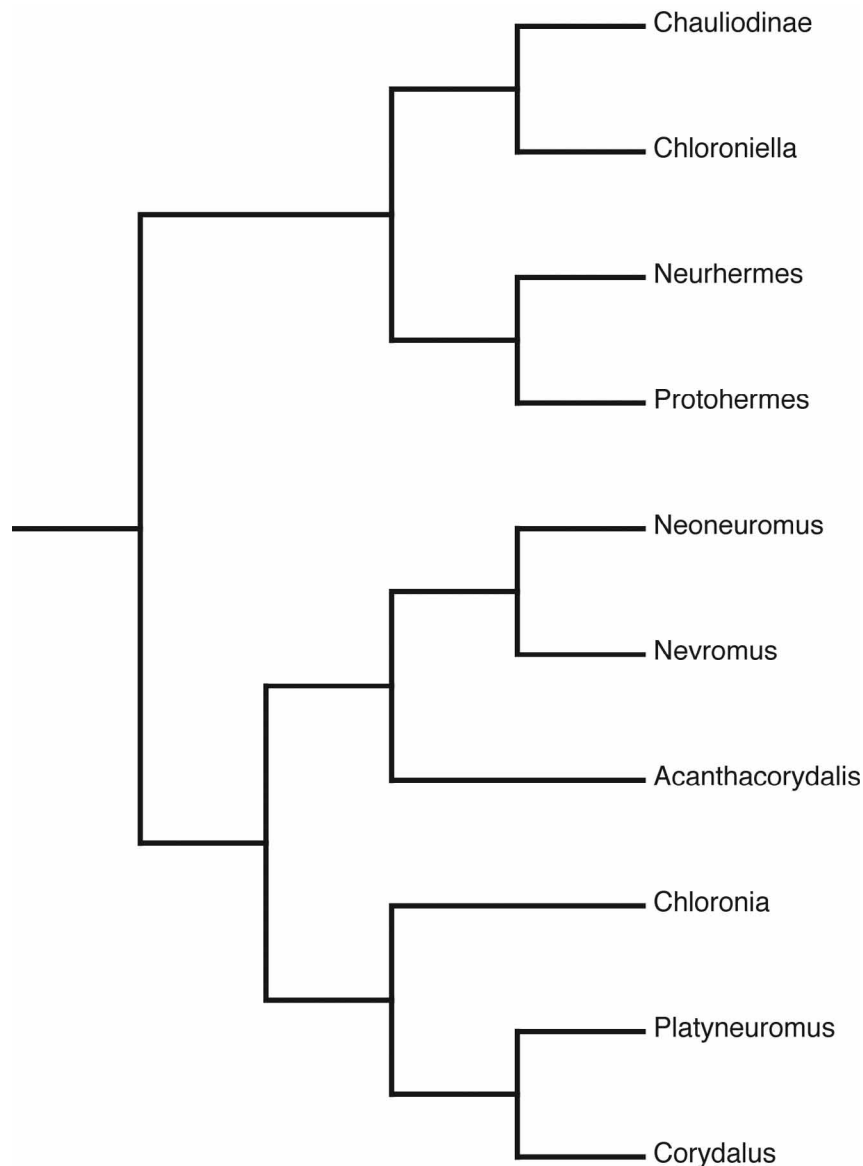 Chauliodinae
Chloroniella
Neurhermes
Protohermes
Neoneuromus
Nevromus
Acanthacorydalis
Chloronia
Platyneuromus
Corydalus